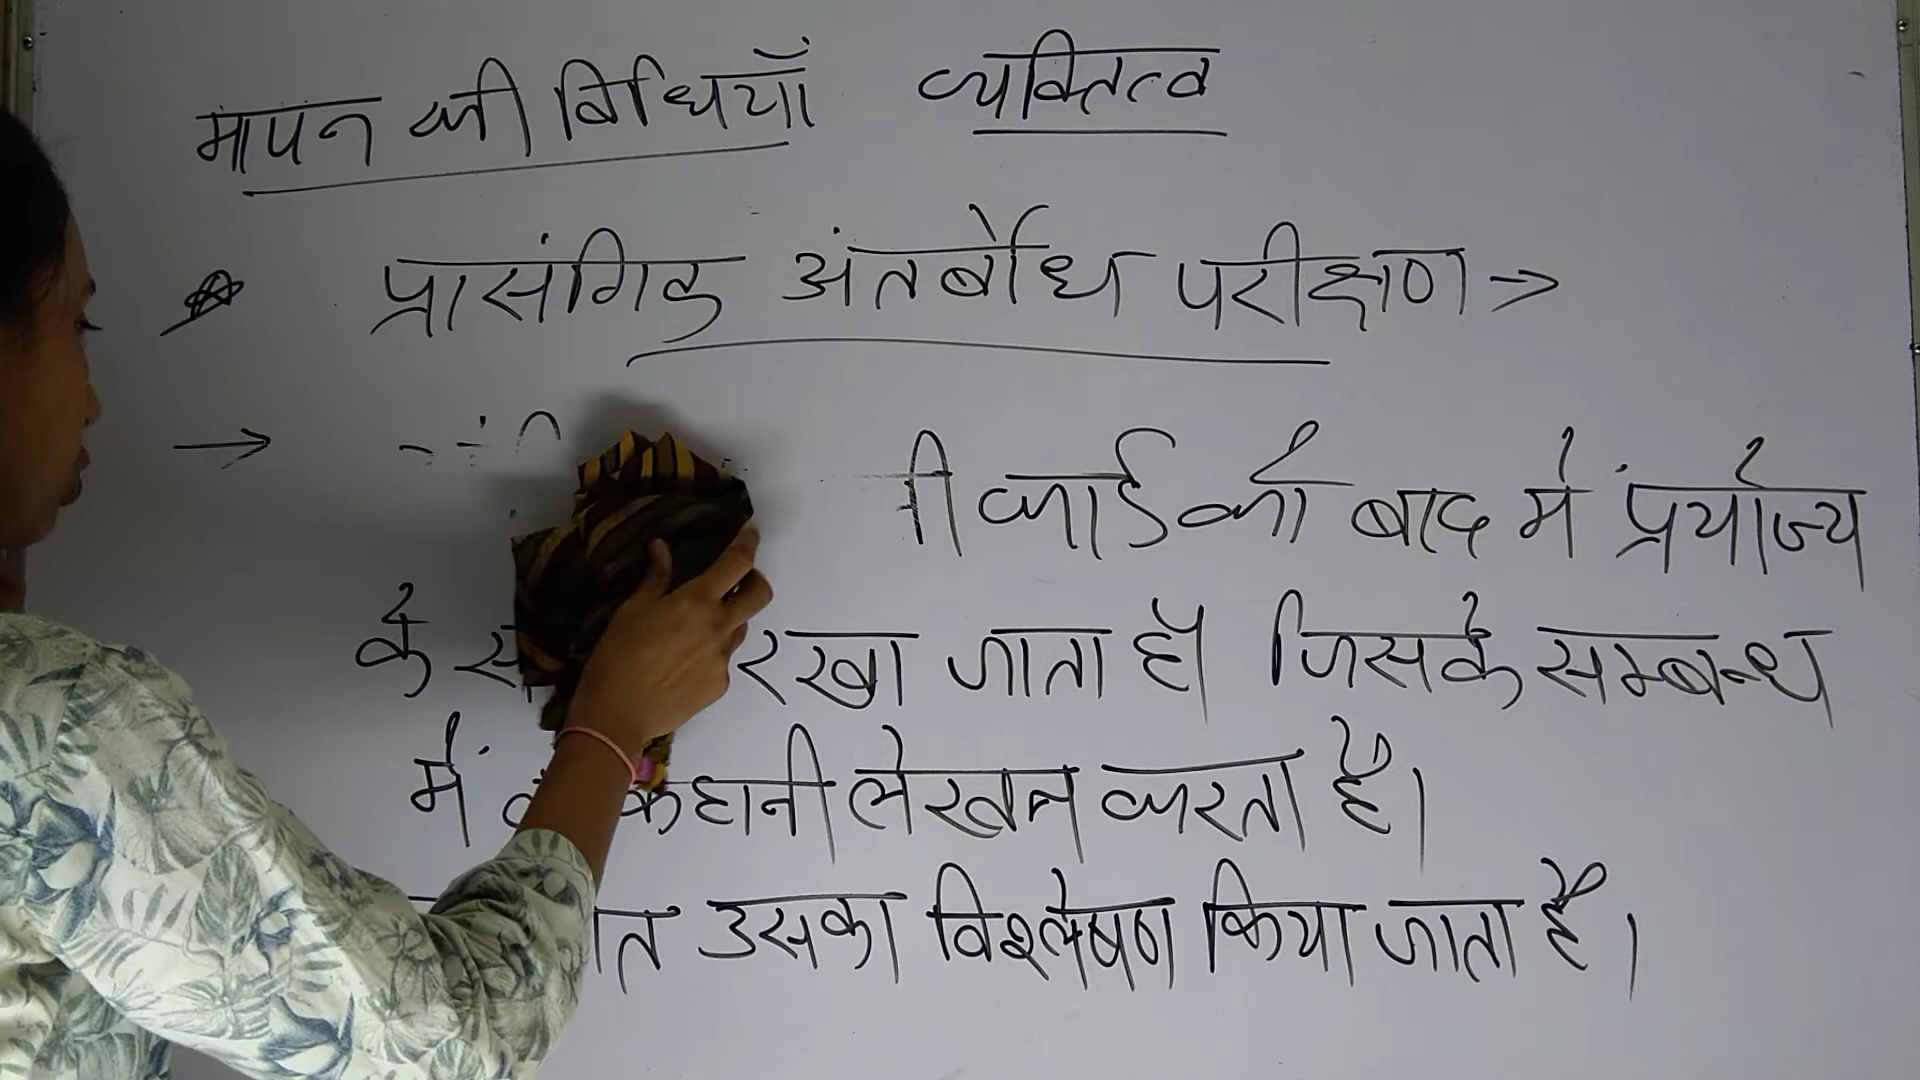 मापन की विधियाँ व्यक्तित्व
प्रासंगिक अंतर्बोध परीक्षण →
→ कार्ड को बाद में प्रयोज्य
के रखा जाता है। जिसके सम्बन्ध
में कहानी लेखन करता है।
उसका विश्लेषण किया जाता है।